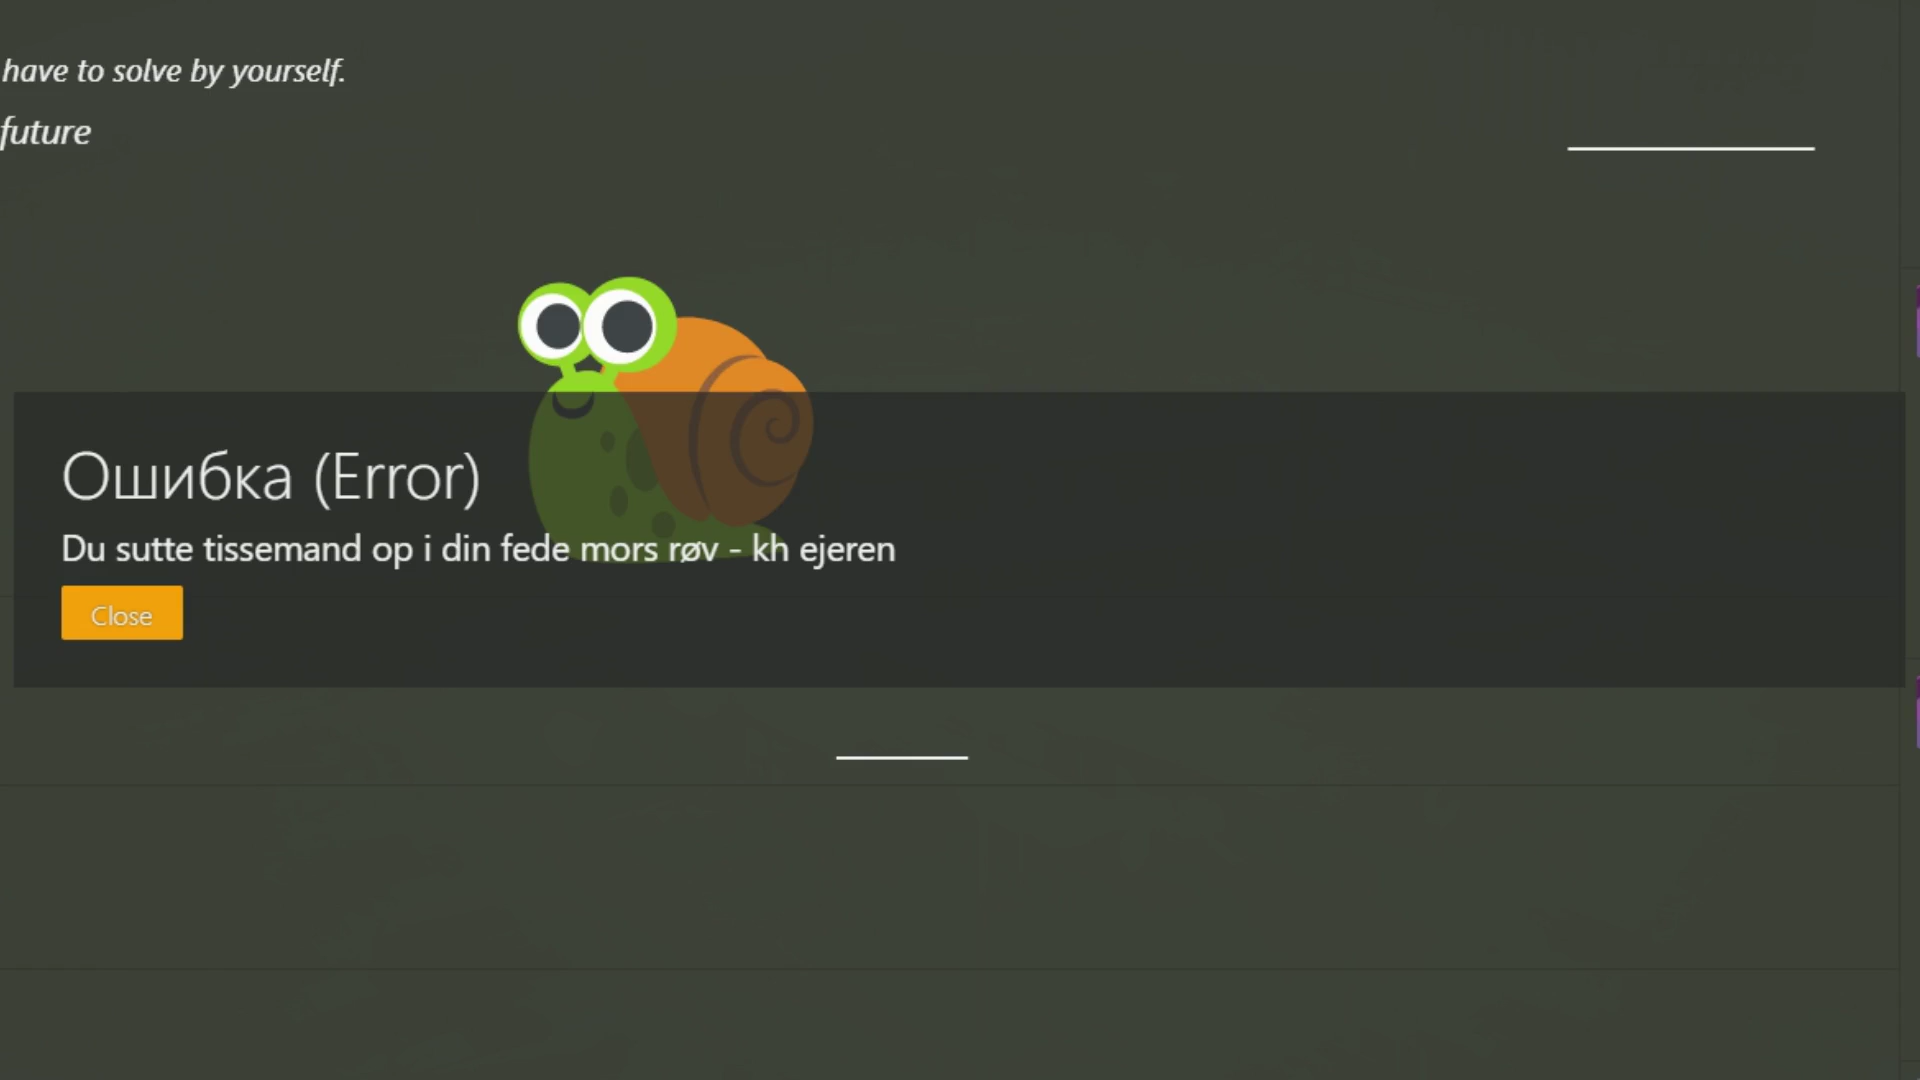 have to solve by yourself.
future
Ошибка (Error)
Du sutte tissemand op i din fede mors røv - kh ejeren
Close